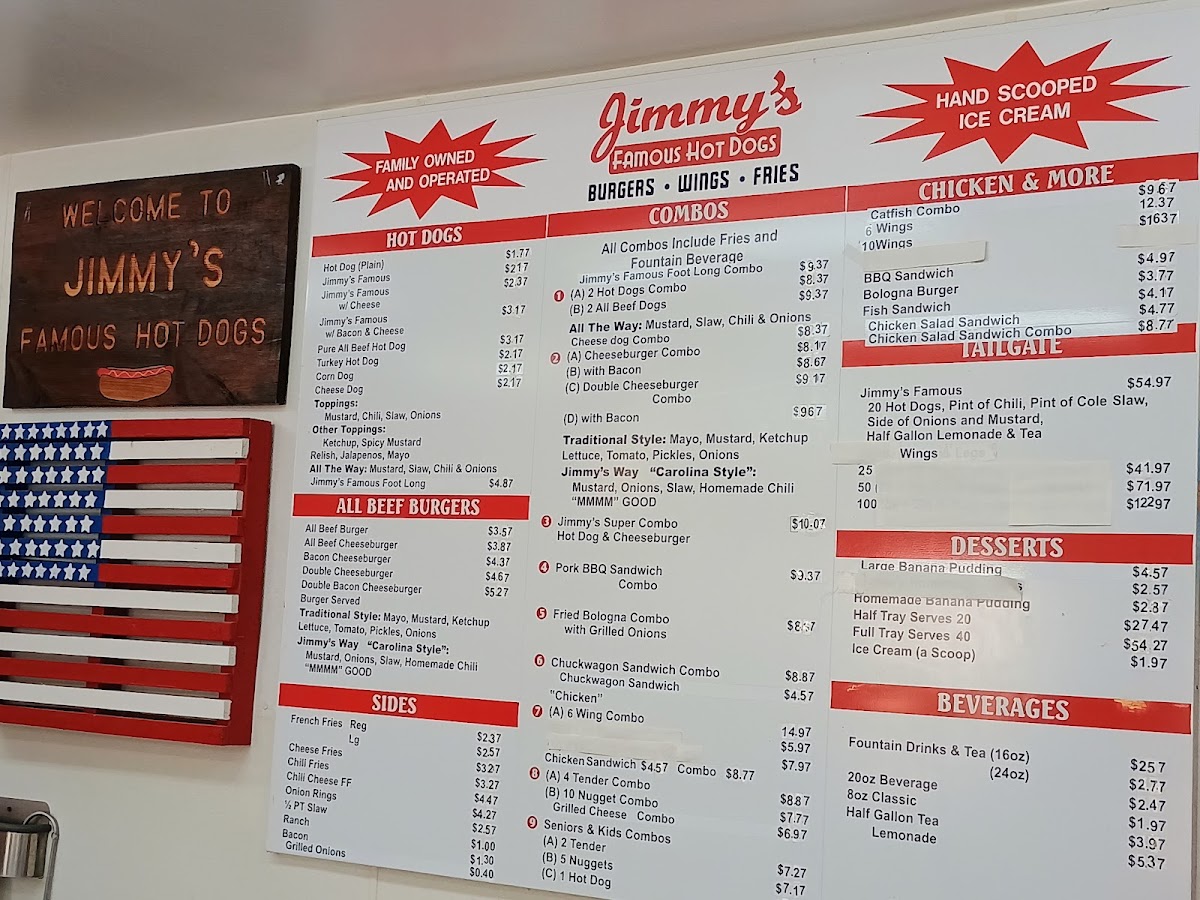 WELCOME TO
JIMMY'S
FAMOUS HOT DOGS
FAMILY OWNED
AND OPERATED
Jimmy's
FAMOUS HOT DOGS
BURGERS • WINGS • FRIES
HAND SCOOPED
ICE CREAM
HOT DOGS
Hot Dog (Plain) $1.77
Jimmy's Famous $2.17
Jimmy's Famous $2.37
w/ Cheese
Jimmy's Famous $3.17
w/ Bacon & Cheese
Pure All Beef Hot Dog $3.17
Turkey Hot Dog $2.17
Corn Dog $2.17
Cheese Dog $2.17
Toppings:
Mustard, Chili, Slaw, Onions
Other Toppings:
Ketchup, Spicy Mustard
Relish, Jalapenos, Mayo
All The Way: Mustard, Slaw, Chili & Onions
Jimmy's Famous Foot Long $4.87
ALL BEEF BURGERS
All Beef Burger $3.57
All Beef Cheeseburger $3.87
Bacon Cheeseburger $4.37
Double Cheeseburger $4.67
Double Bacon Cheeseburger $5.27
Burger Served
Traditional Style: Mayo, Mustard, Ketchup
Lettuce, Tomato, Pickles, Onions
Jimmy's Way "Carolina Style":
Mustard, Onions, Slaw, Homemade Chili
"MMMM" GOOD
SIDES
French Fries Reg $2.37
Lg $2.57
Cheese Fries $3.27
Chili Fries $3.27
Chili Cheese FF $4.47
Onion Rings $4.27
½ PT Slaw $2.57
Ranch $1.00
Bacon $1.30
Grilled Onions $0.40
COMBOS
All Combos Include Fries and
Fountain Beverage
Jimmy's Famous Foot Long Combo $9.37
1 (A) 2 Hot Dogs Combo $8.37
(B) 2 All Beef Dogs $9.37
All The Way: Mustard, Slaw, Chili & Onions
Cheese dog Combo $8.37
2 (A) Cheeseburger Combo $8.17
(B) with Bacon $8.67
(C) Double Cheeseburger $9.17
Combo
(D) with Bacon $9.67
Traditional Style: Mayo, Mustard, Ketchup
Lettuce, Tomato, Pickles, Onions
Jimmy's Way "Carolina Style":
Mustard, Onions, Slaw, Homemade Chili
"MMMM" GOOD
3 Jimmy's Super Combo $10.07
Hot Dog & Cheeseburger
4 Pork BBQ Sandwich $9.37
Combo
5 Fried Bologna Combo
with Grilled Onions
6 Chuckwagon Sandwich Combo $8.87
Chuckwagon Sandwich $4.57
"Chicken"
7 (A) 6 Wing Combo 14.97
$5.97
Chicken Sandwich $4.57 Combo $8.77 $7.97
8 (A) 4 Tender Combo
(B) 10 Nugget Combo $8.87
Grilled Cheese Combo $7.77
9 Seniors & Kids Combos $6.97
(A) 2 Tender
(B) 5 Nuggets $7.27
(C) 1 Hot Dog $7.17
CHICKEN & MORE
Catfish Combo $9.67
6 Wings 12.37
10Wings $16.37
BBQ Sandwich $4.97
Bologna Burger $3.77
Fish Sandwich $4.17
Chicken Salad Sandwich $4.77
Chicken Salad Sandwich Combo $8.77
TAILGATE
Jimmy's Famous $54.97
20 Hot Dogs, Pint of Chili, Pint of Cole Slaw,
Side of Onions and Mustard,
Half Gallon Lemonade & Tea
Wings
25 $41.97
50 $71.97
100 $122.97
DESSERTS
Large Banana Pudding $4.57
$2.57
Homemade Banana Pudding $2.87
Half Tray Serves 20 $27.47
Full Tray Serves 40 $54.27
Ice Cream (a Scoop) $1.97
BEVERAGES
Fountain Drinks & Tea (16oz) $2.57
(24oz) $2.77
20oz Beverage $2.47
8oz Classic $1.97
Half Gallon Tea $3.97
Lemonade $5.37